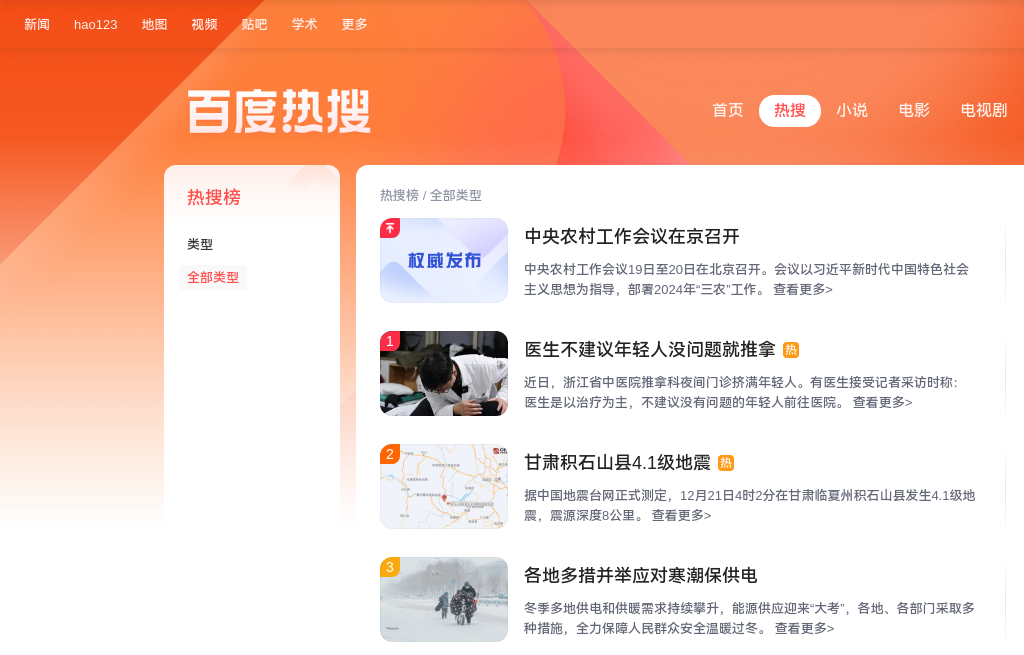 新闻 hao123 地图 视频 贴吧 学术 更多
百度热搜
首页 热搜 小说 电影 电视剧
热搜榜
类型
全部类型
热搜榜 / 全部类型
权威发布
中央农村工作会议在京召开
中央农村工作会议19日至20日在北京召开。会议以习近平新时代中国特色社会
主义思想为指导，部署2024年“三农”工作。 查看更多>
1
医生不建议年轻人没问题就推拿 热
近日，浙江省中医院推拿科夜间门诊挤满年轻人。有医生接受记者采访时称：
医生是以治疗为主，不建议没有问题的年轻人前往医院。 查看更多>
2
甘肃积石山县4.1级地震 热
据中国地震台网正式测定，12月21日4时2分在甘肃临夏州积石山县发生4.1级地
震，震源深度8公里。 查看更多>
3
各地多措并举应对寒潮保供电
冬季多地供电和供暖需求持续攀升，能源供应迎来“大考”，各地、各部门采取多
种措施，全力保障人民群众安全温暖过冬。 查看更多>